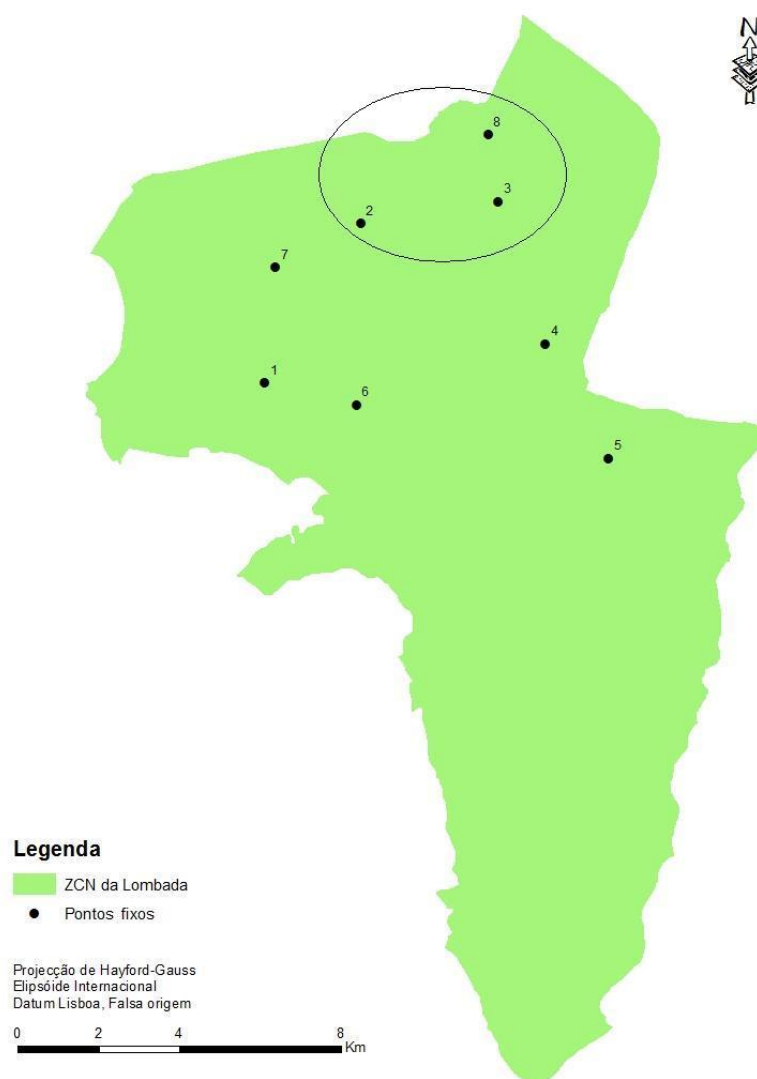 N
8
3
2
7
4
1
6
5
Legenda
ZCN da Lombada
Pontos fixos
Projecção de Hayford-Gauss
Elipsóide Internacional
Datum Lisboa, Falsa origem
0 2 4 8
Km